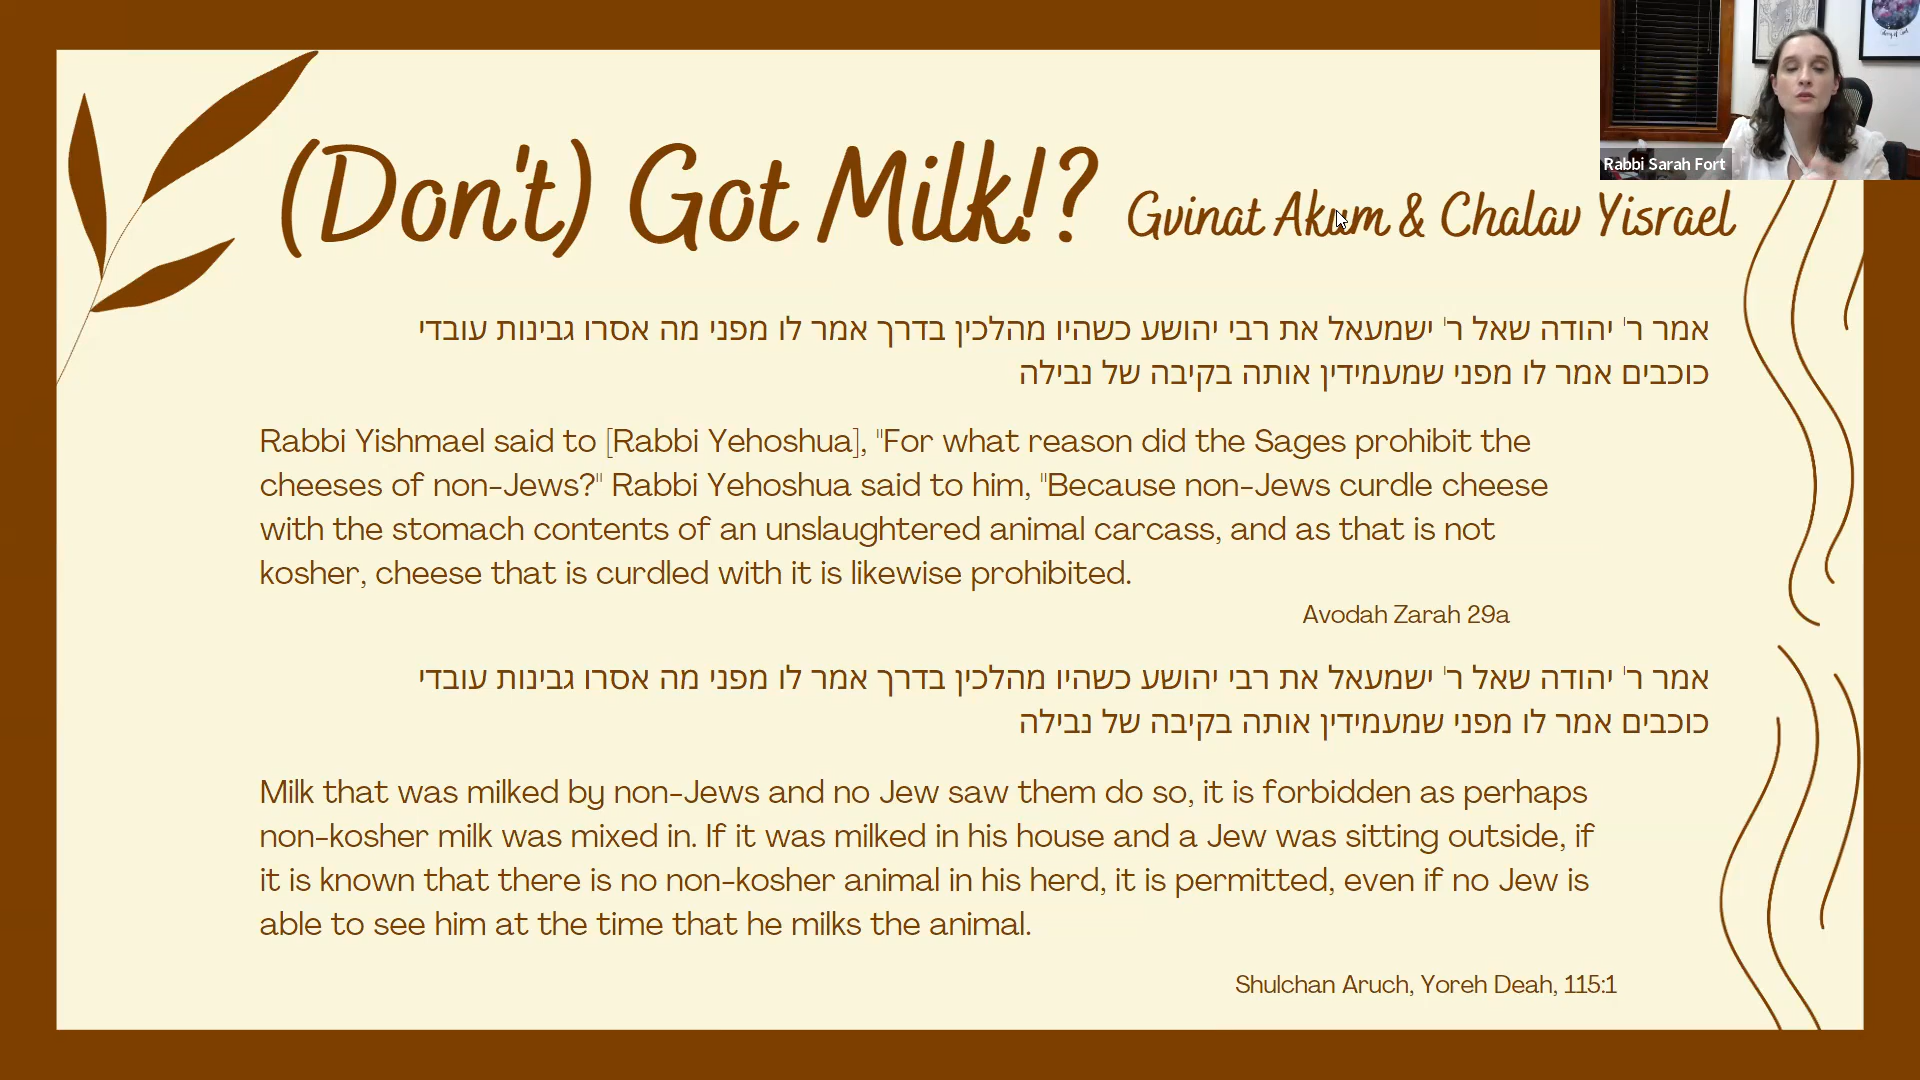 Rabbi Sarah Fort
(Don't) Got Milk!? Gvinat Akum & Chalav Yisrael
אמר ר' יהודה שאל ר' ישמעאל את רבי יהושע כשהיו מהלכין בדרך אמר לו מפני מה אסרו גבינות עובדי
כוכבים אמר לו מפני שמעמידין אותה בקיבה של נבילה
Rabbi Yishmael said to [Rabbi Yehoshua], "For what reason did the Sages prohibit the
cheeses of non-Jews?" Rabbi Yehoshua said to him, "Because non-Jews curdle cheese
with the stomach contents of an unslaughtered animal carcass, and as that is not
kosher, cheese that is curdled with it is likewise prohibited.
Avodah Zarah 29a
אמר ר' יהודה שאל ר' ישמעאל את רבי יהושע כשהיו מהלכין בדרך אמר לו מפני מה אסרו גבינות עובדי
כוכבים אמר לו מפני שמעמידין אותה בקיבה של נבילה
Milk that was milked by non-Jews and no Jew saw them do so, it is forbidden as perhaps
non-kosher milk was mixed in. If it was milked in his house and a Jew was sitting outside, if
it is known that there is no non-kosher animal in his herd, it is permitted, even if no Jew is
able to see him at the time that he milks the animal.
Shulchan Aruch, Yoreh Deah, 115:1